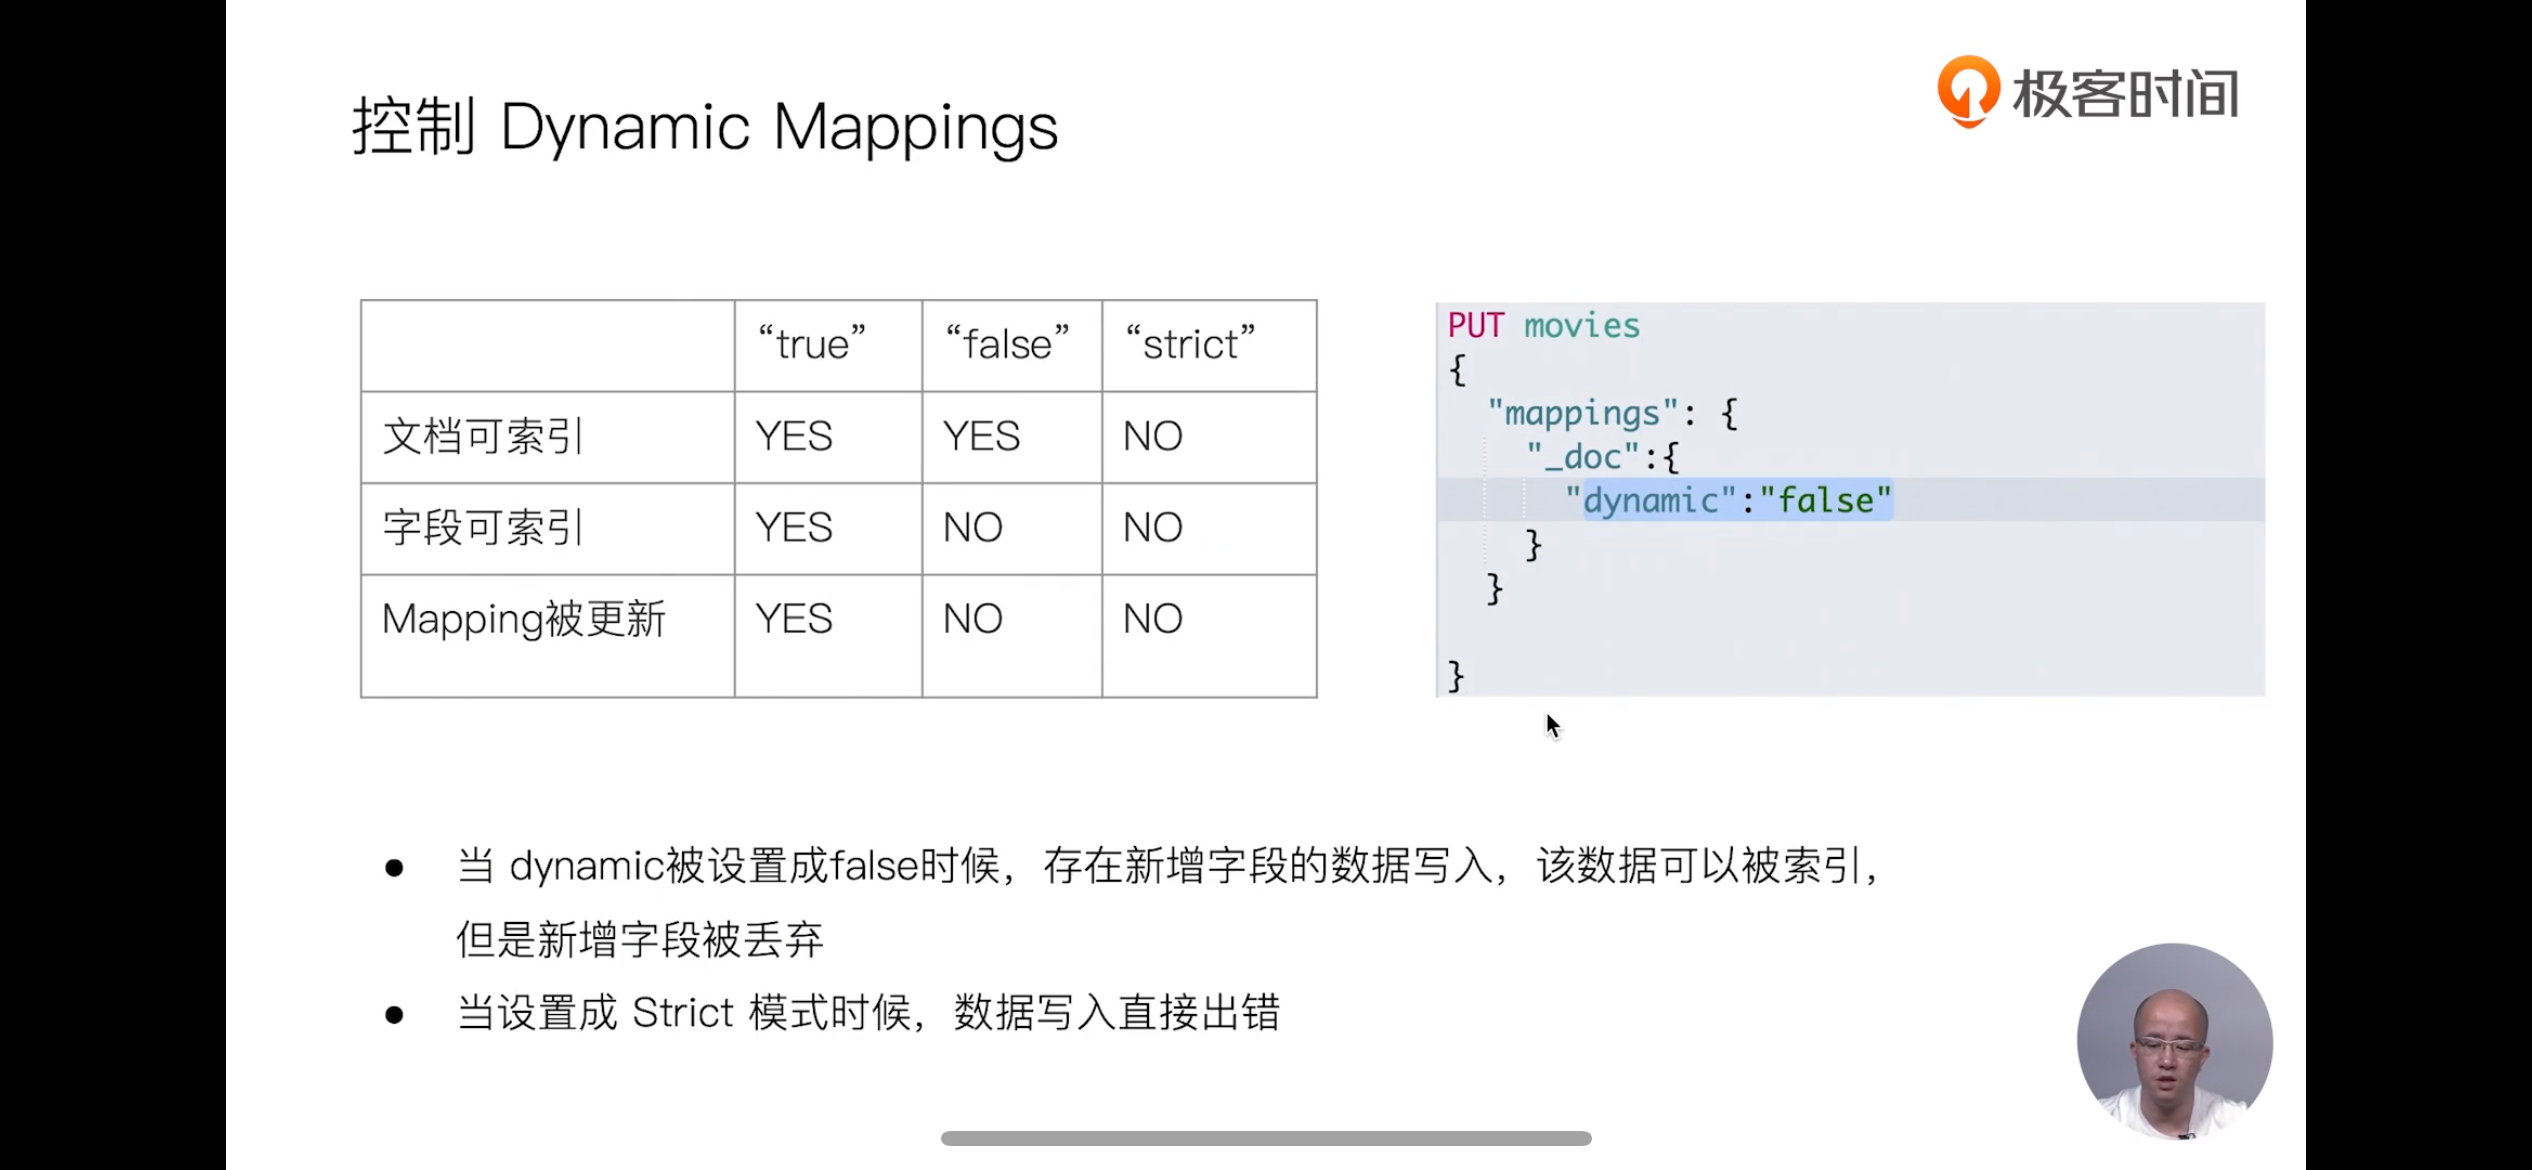 控制 Dynamic Mappings
极客时间
“true” “false” “strict”
文档可索引 YES YES NO
字段可索引 YES NO NO
Mapping被更新 YES NO NO
PUT movies
{
"mappings": {
"_doc":{
"dynamic":"false"
}
}
}
● 当 dynamic被设置成false时候，存在新增字段的数据写入，该数据可以被索引，
但是新增字段被丢弃
● 当设置成 Strict 模式时候，数据写入直接出错